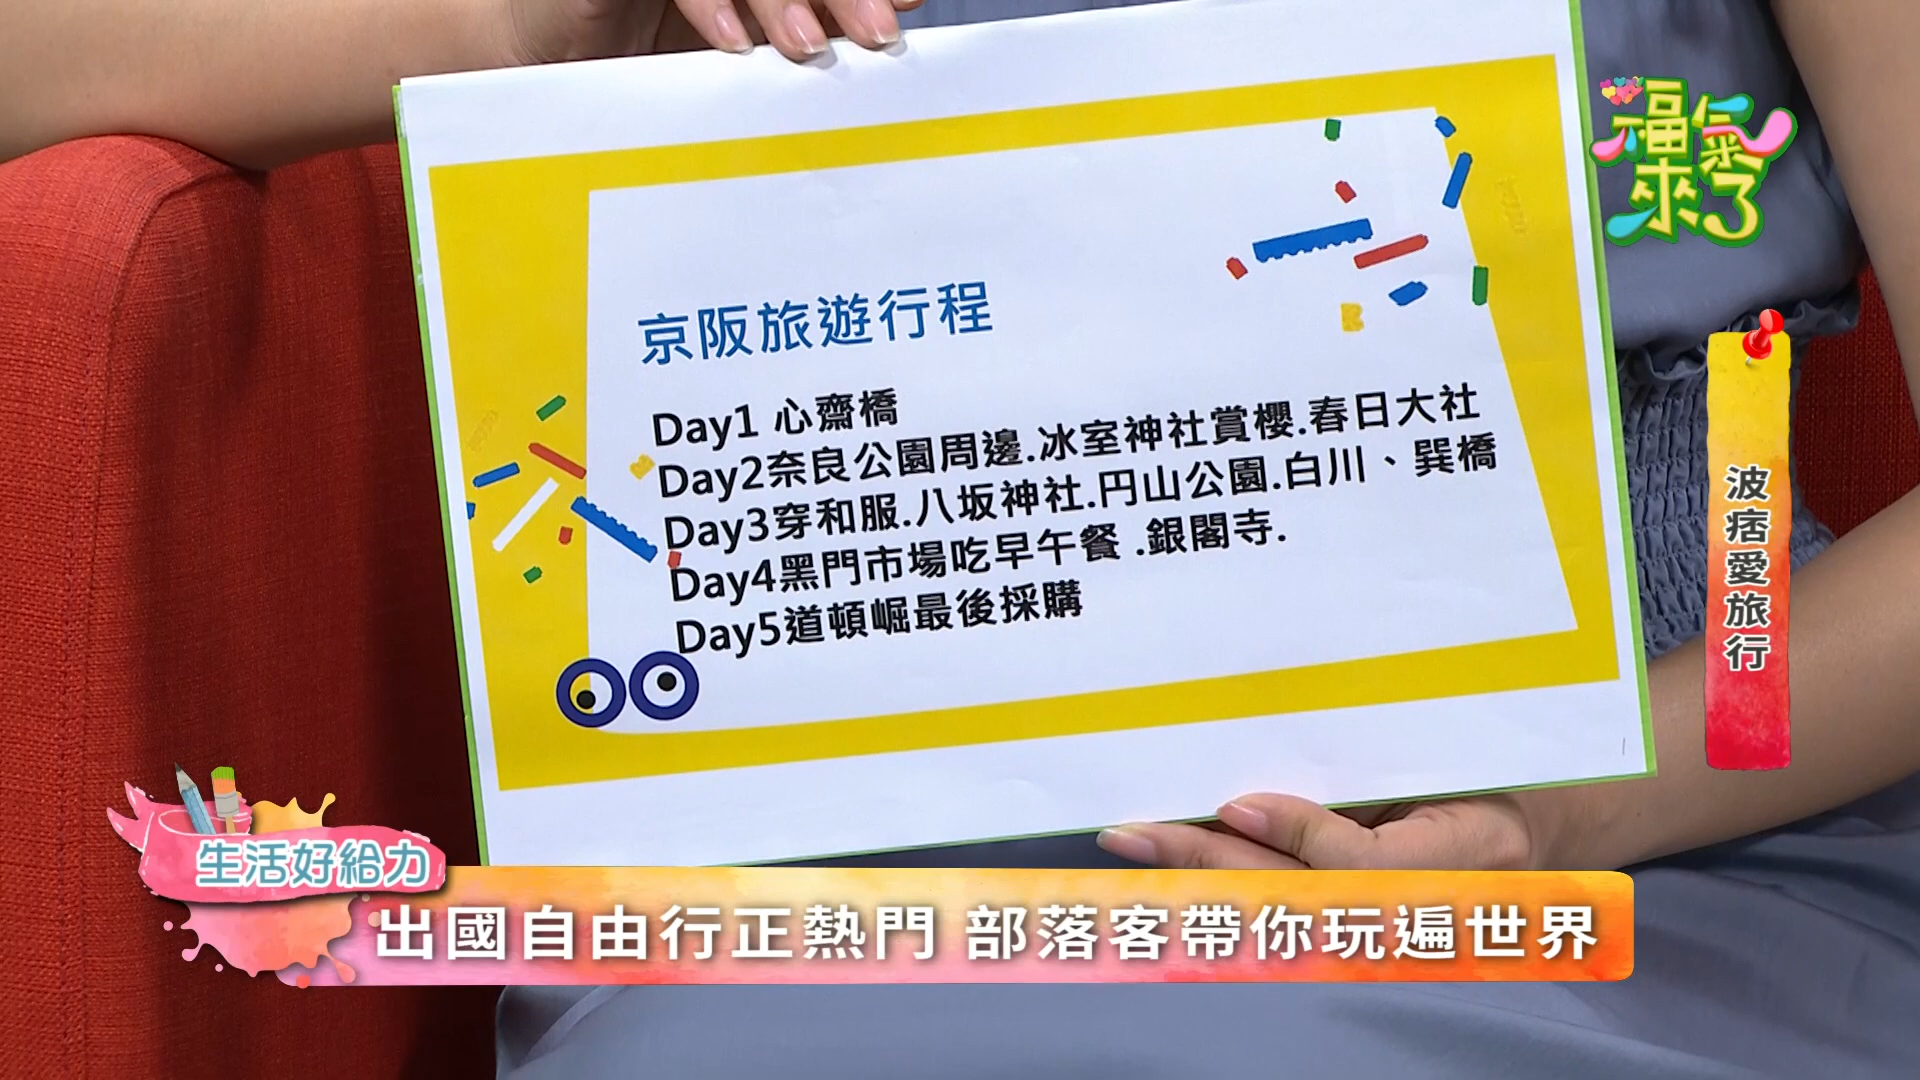 福氣來了
京阪旅遊行程
Day1 心齋橋
Day2奈良公園周邊.冰室神社賞櫻.春日大社
Day3穿和服.八坂神社.円山公園.白川、巽橋
Day4黑門市場吃早午餐 .銀閣寺.
Day5道頓崛最後採購
波痞愛旅行
生活好給力
出國自由行正熱門 部落客帶你玩遍世界